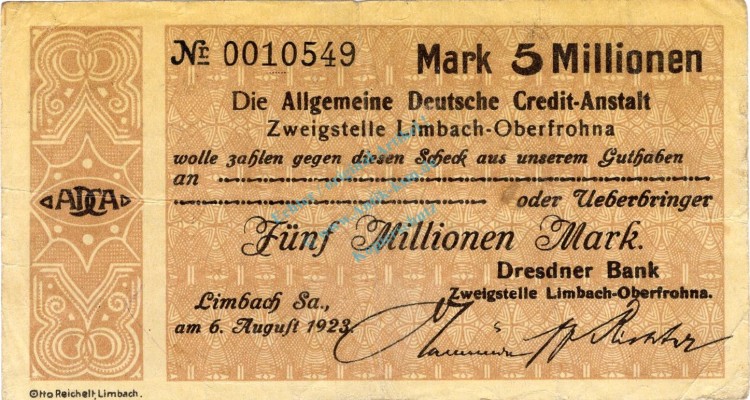 Nr 0010549 Mark 5 Millionen
Die Allgemeine Deutsche Credit-Anstalt
Zweigstelle Limbach-Oberfrohna
wolle zahlen gegen diesen Scheck aus unserem Guthaben
an
oder Ueberbringer
ADCA
Fünf Millionen Mark.
Dresdner Bank
Zweigstelle Limbach-Oberfrohna.
Limbach Sa.,
am 6. August 1923.
Otto Reichelt, Limbach.